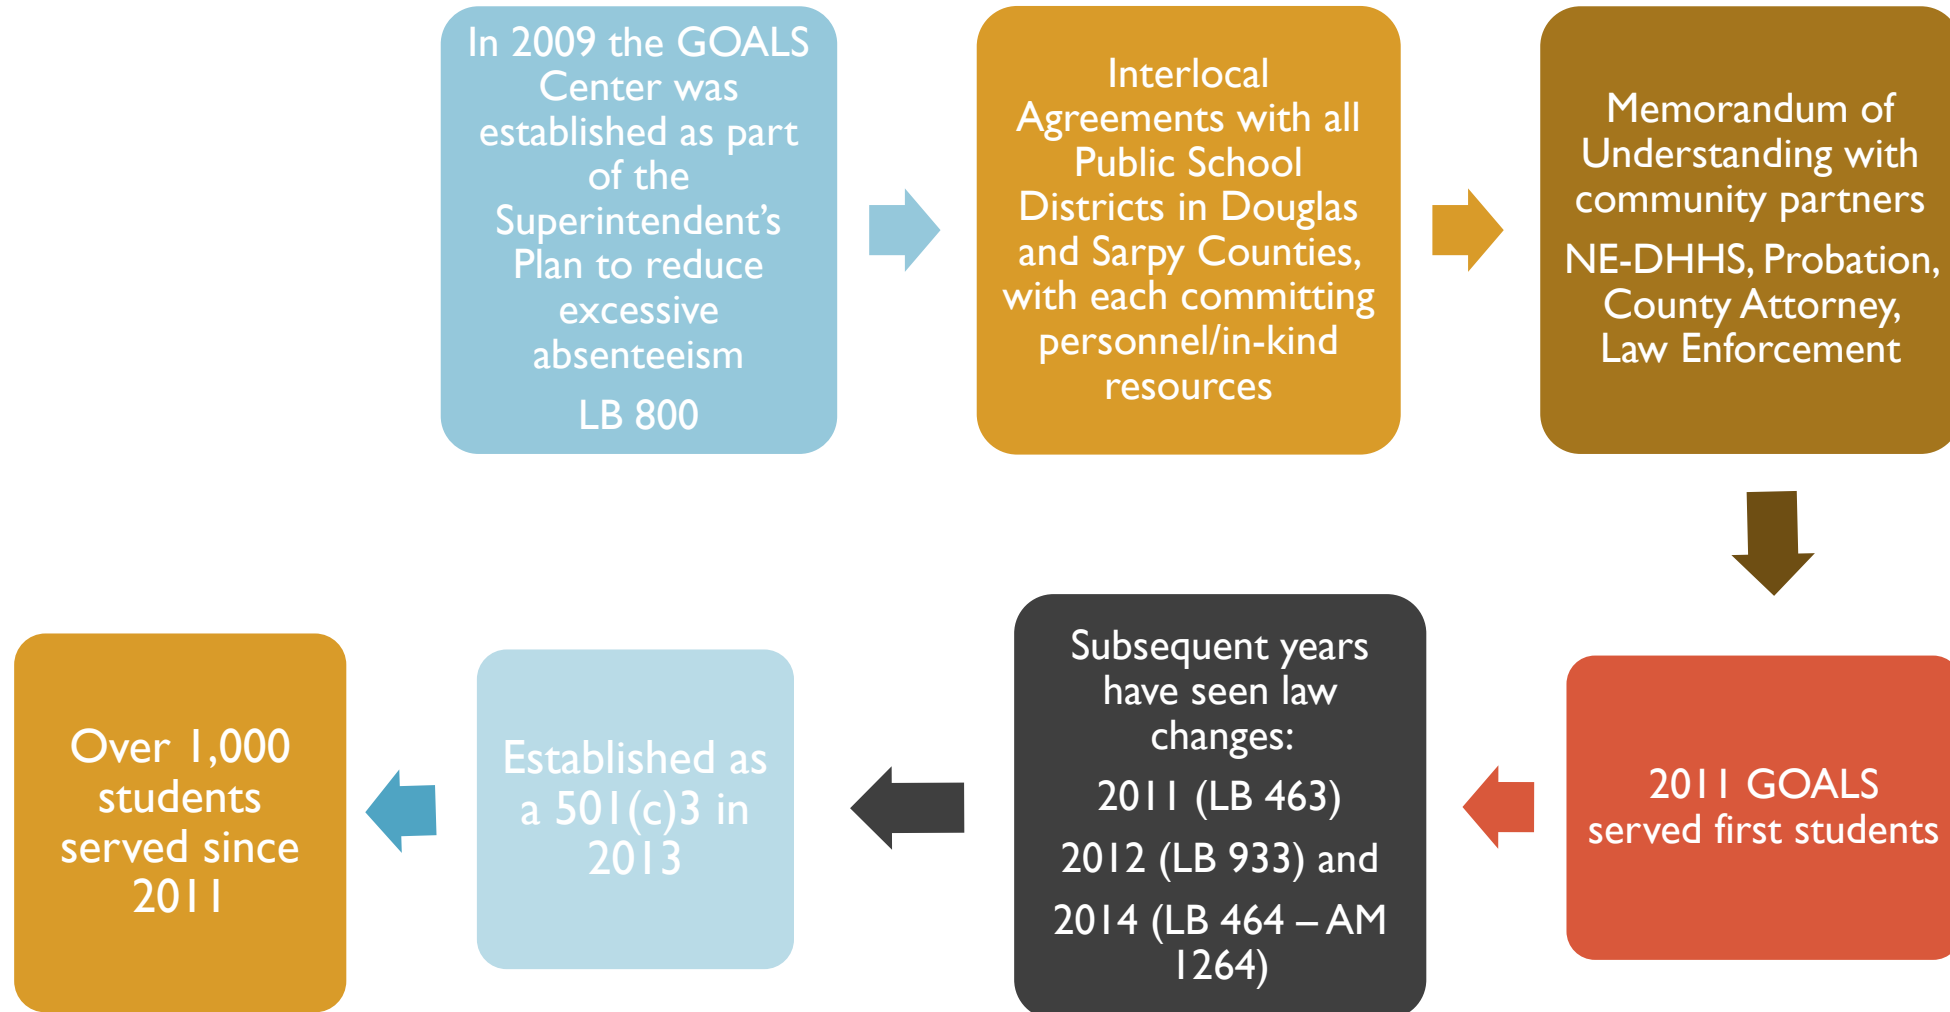 In 2009 the GOALS
Center was
established as part
of the
Superintendent’s
Plan to reduce
excessive
absenteeism
LB 800
Interlocal
Agreements with all
Public School
Districts in Douglas
and Sarpy Counties,
with each committing
personnel/in-kind
resources
Memorandum of
Understanding with
community partners
NE-DHHS, Probation,
County Attorney,
Law Enforcement
2011 GOALS
served first students
Subsequent years
have seen law
changes:
2011 (LB 463)
2012 (LB 933) and
2014 (LB 464 – AM
1264)
Established as
a 501(c)3 in
2013
Over 1,000
students
served since
2011